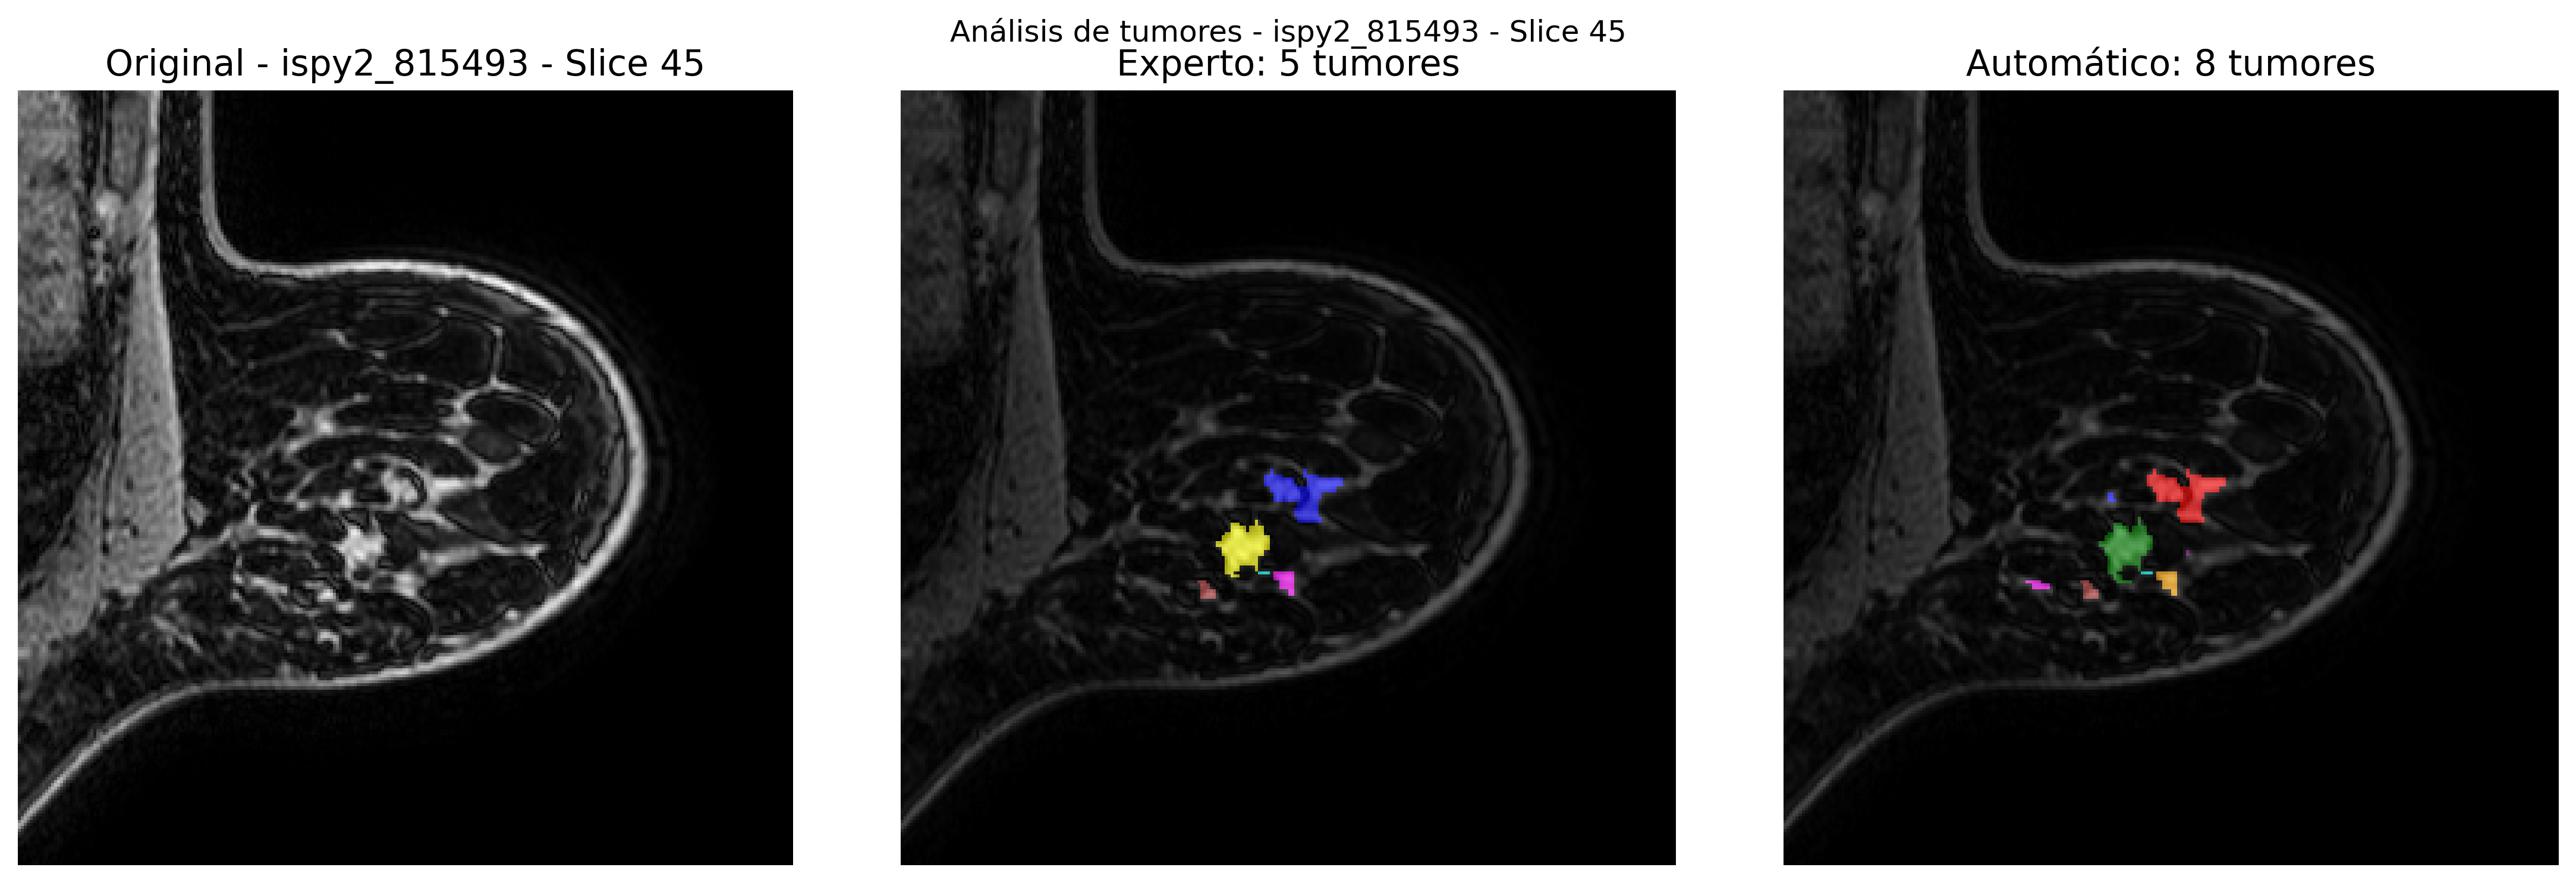 Análisis de tumores - ispy2_815493 - Slice 45
Original - ispy2_815493 - Slice 45
Experto: 5 tumores
Automático: 8 tumores